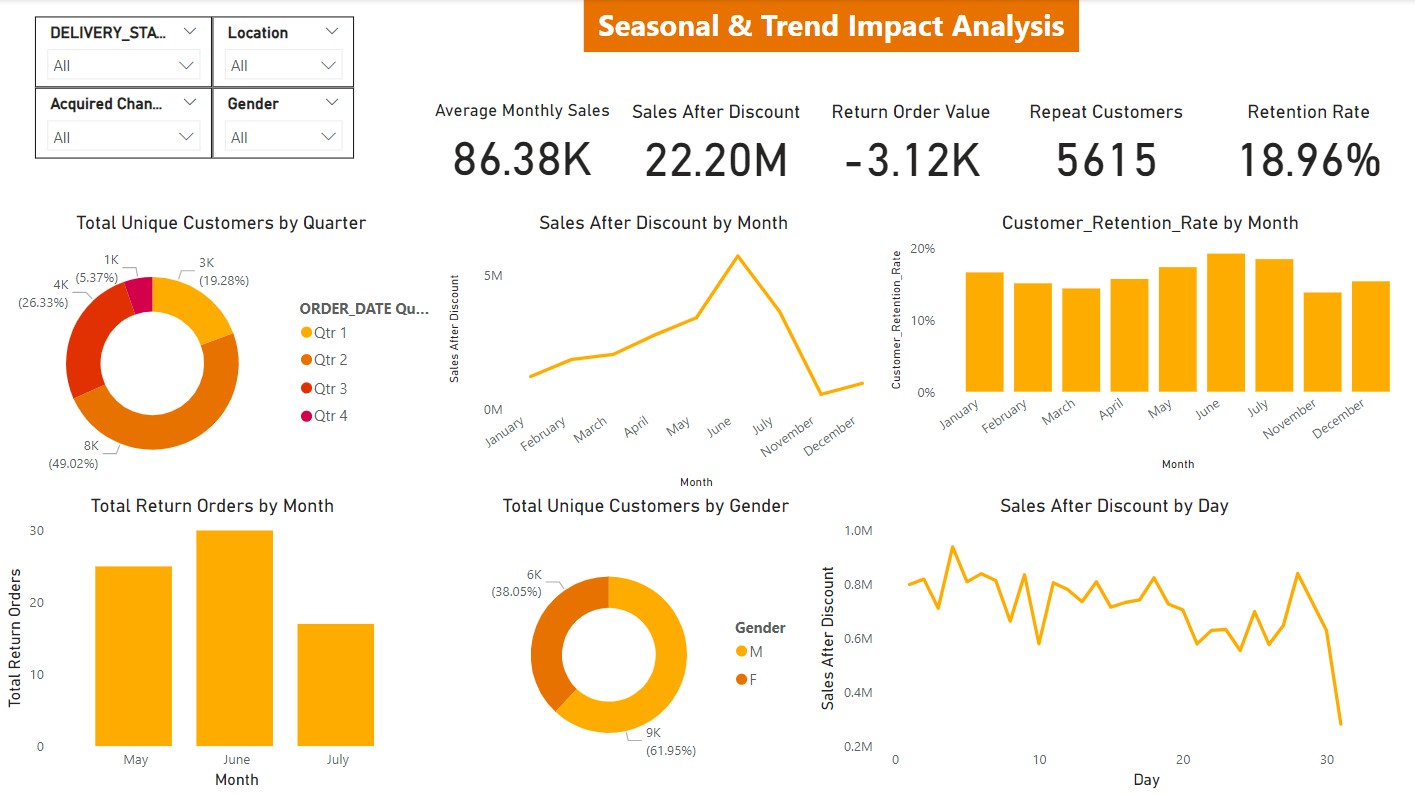 Seasonal & Trend Impact Analysis
DELIVERY_STA...
All
Location
All
Acquired Chan...
All
Gender
All
Average Monthly Sales
86.38K
Sales After Discount
22.20M
Return Order Value
-3.12K
Repeat Customers
5615
Retention Rate
18.96%
Total Unique Customers by Quarter
1K
(5.37%)
3K
(19.28%)
4K
(26.33%)
8K
(49.02%)
ORDER_DATE Qu...
Qtr 1
Qtr 2
Qtr 3
Qtr 4
Sales After Discount by Month
Sales After Discount
5M
0M
January
February
March
April
May
June
July
November
December
Month
Customer_Retention_Rate by Month
Customer_Retention_Rate
20%
10%
0%
January
February
March
April
May
June
July
November
December
Month
Total Return Orders by Month
Total Return Orders
30
20
10
0
May
June
July
Month
Total Unique Customers by Gender
6K
(38.05%)
9K
(61.95%)
Gender
M
F
Sales After Discount by Day
Sales After Discount
1.0M
0.8M
0.6M
0.4M
0.2M
0
10
20
30
Day